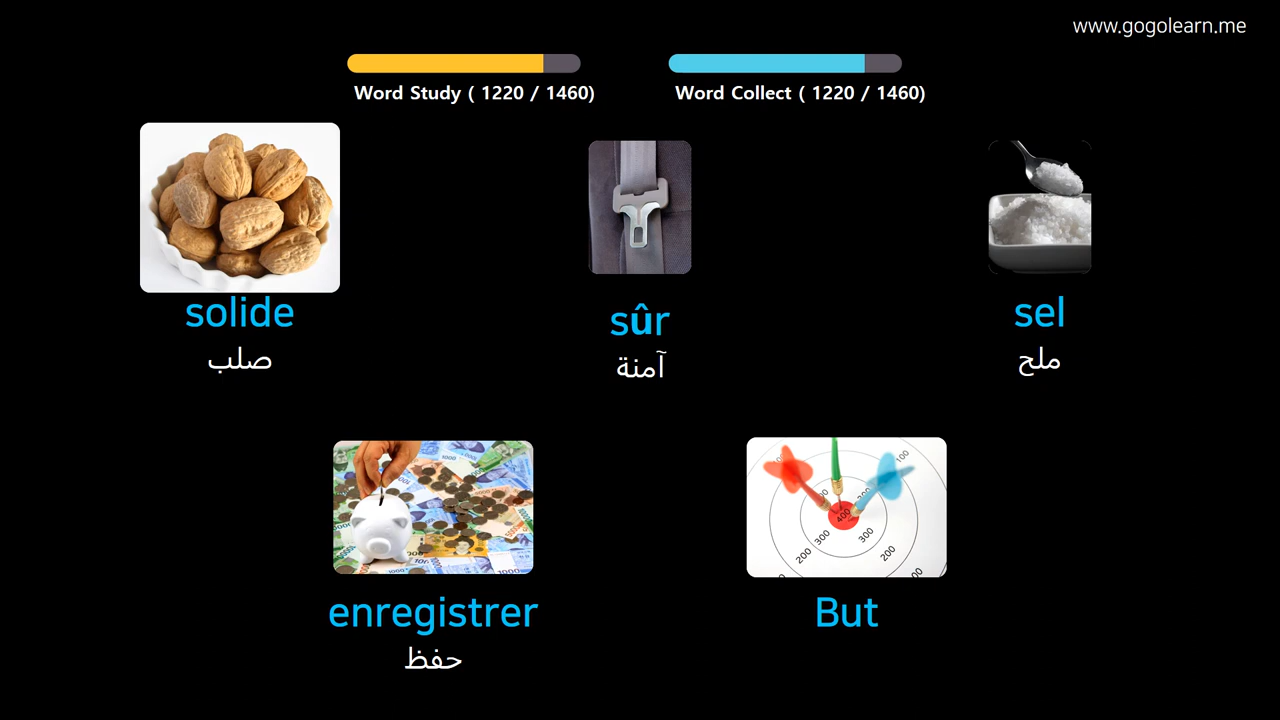 www.gogolearn.me
Word Study ( 1220 / 1460)
Word Collect ( 1220 / 1460)
solide
صلب
sûr
آمنة
sel
ملح
enregistrer
حفظ
But